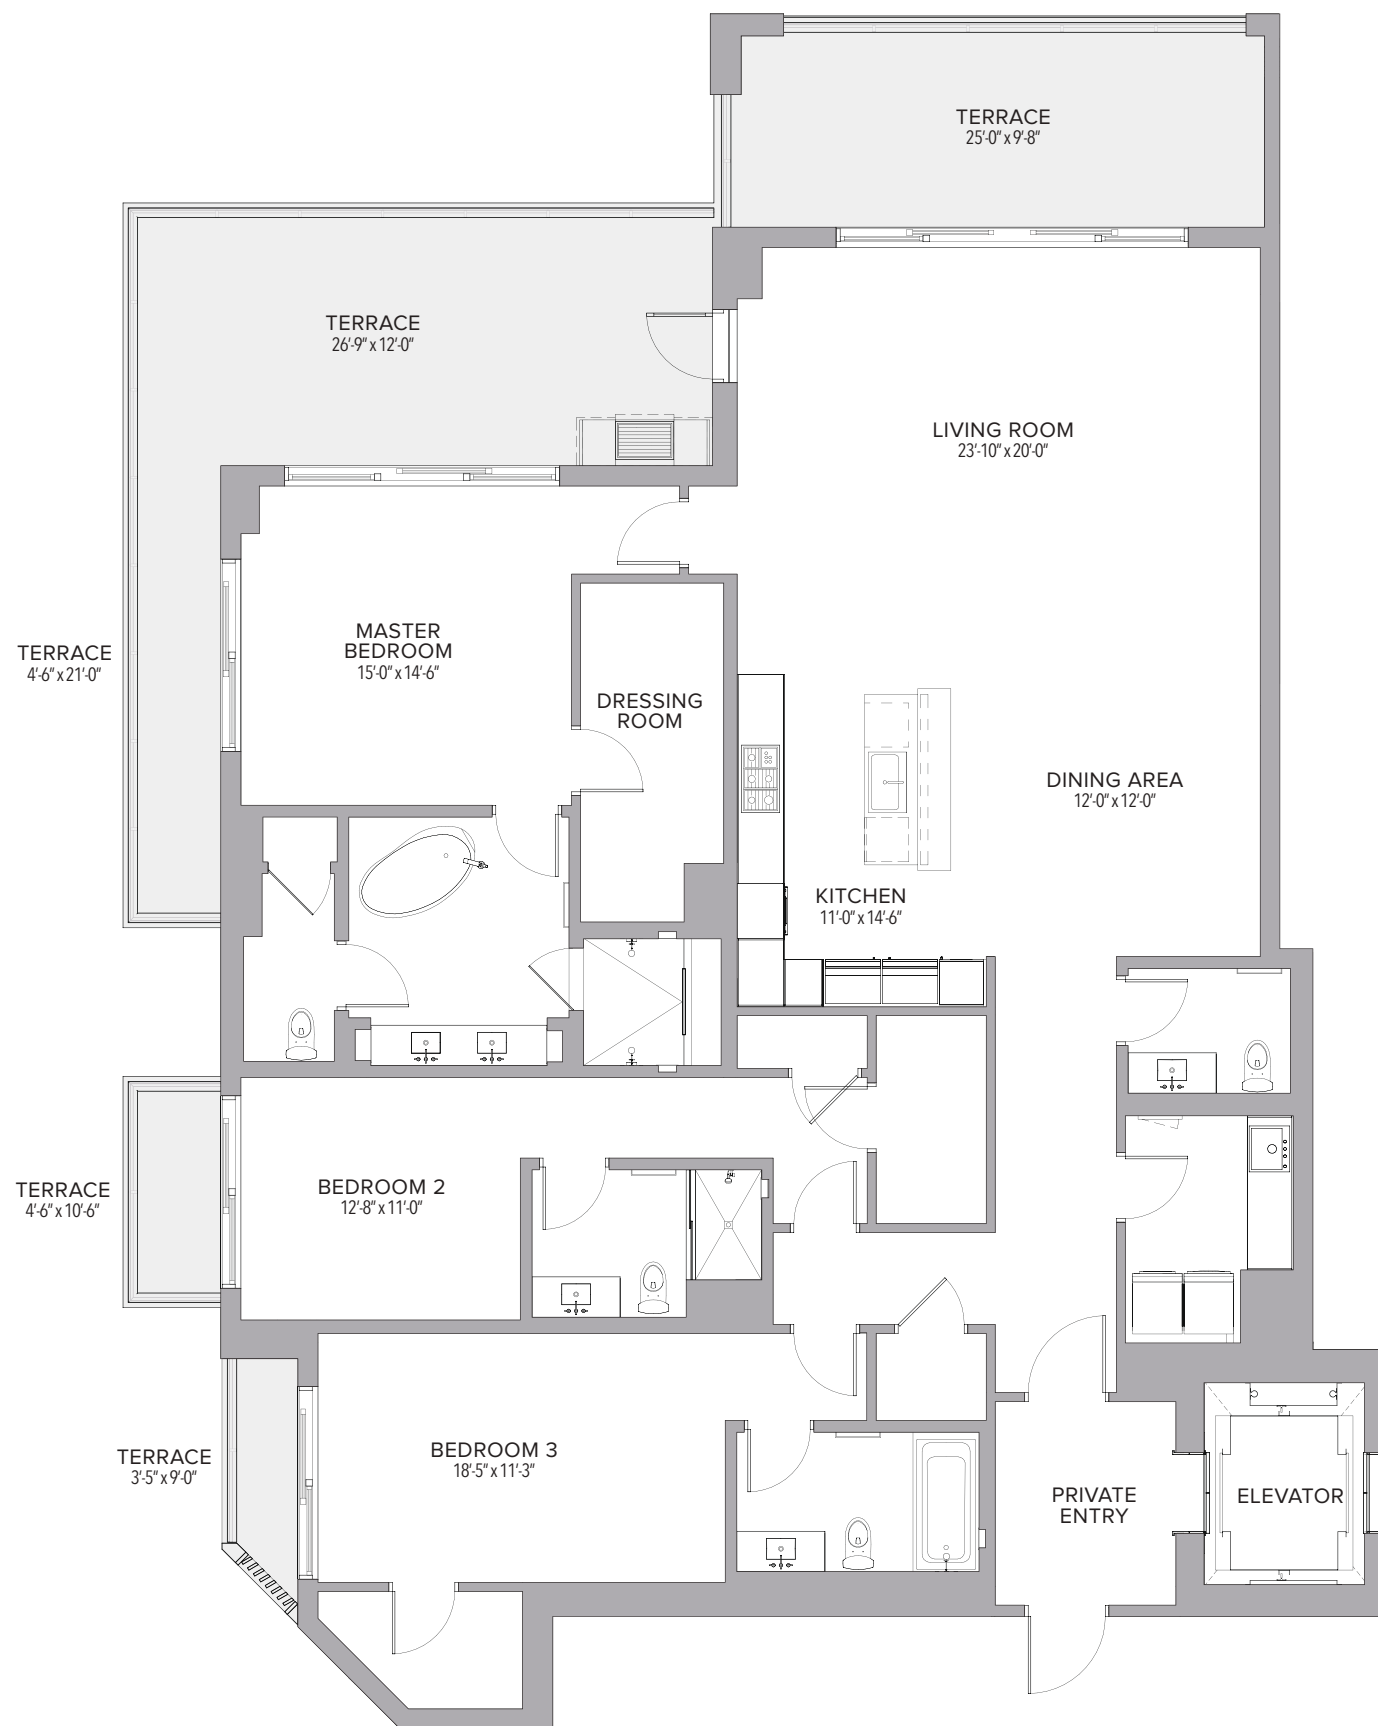 TERRACE
25'-0" x 9'-8"
TERRACE
26'-9" x 12'-0"
LIVING ROOM
23'-10" x 20'-0"
MASTER
BEDROOM
15'-0" x 14'-6"
TERRACE
4'-6" x 21'-0"
DRESSING
ROOM
DINING AREA
12'-0" x 12'-0"
KITCHEN
11'-0" x 14'-6"
BEDROOM 2
12'-8" x 11'-0"
TERRACE
4'-6" x 10'-6"
BEDROOM 3
18'-5" x 11'-3"
TERRACE
3'-5" x 9'-0"
PRIVATE
ENTRY
ELEVATOR